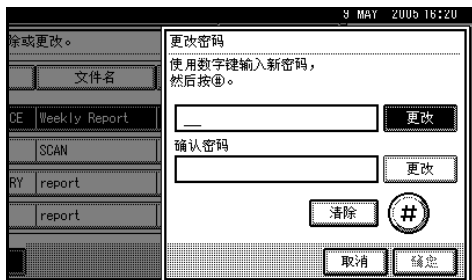 9 MAY 2005 16:20
除或更改。
更改密码
使用数字键输入新密码，
然后按⊕。
文件名
更改
CE Weekly Report
确认密码
SCAN
更改
RY report
清除 #
report
取消 确定